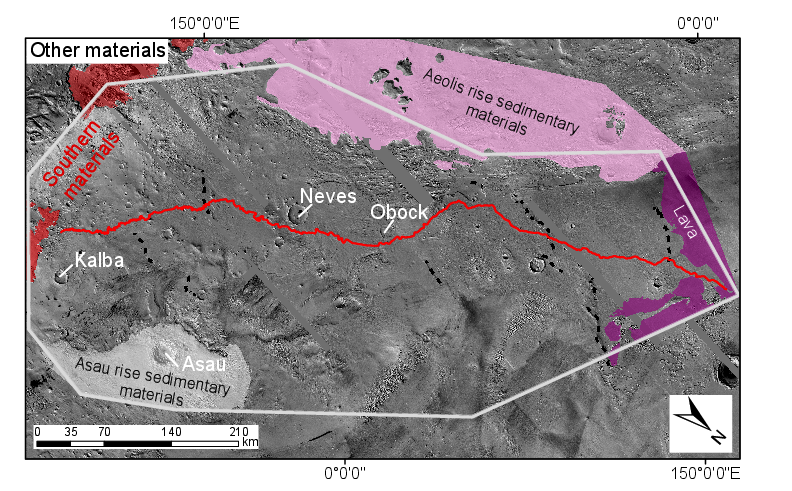 150°0'0"E
0°0'0"
Other materials
Aeolis rise sedimentary
materials
Southern
materials
Neves
Obock
Lava
Kalba
Asau
Asau rise sedimentary
materials
0 35 70 140 210
km
N
0°0'0"
150°0'0"E